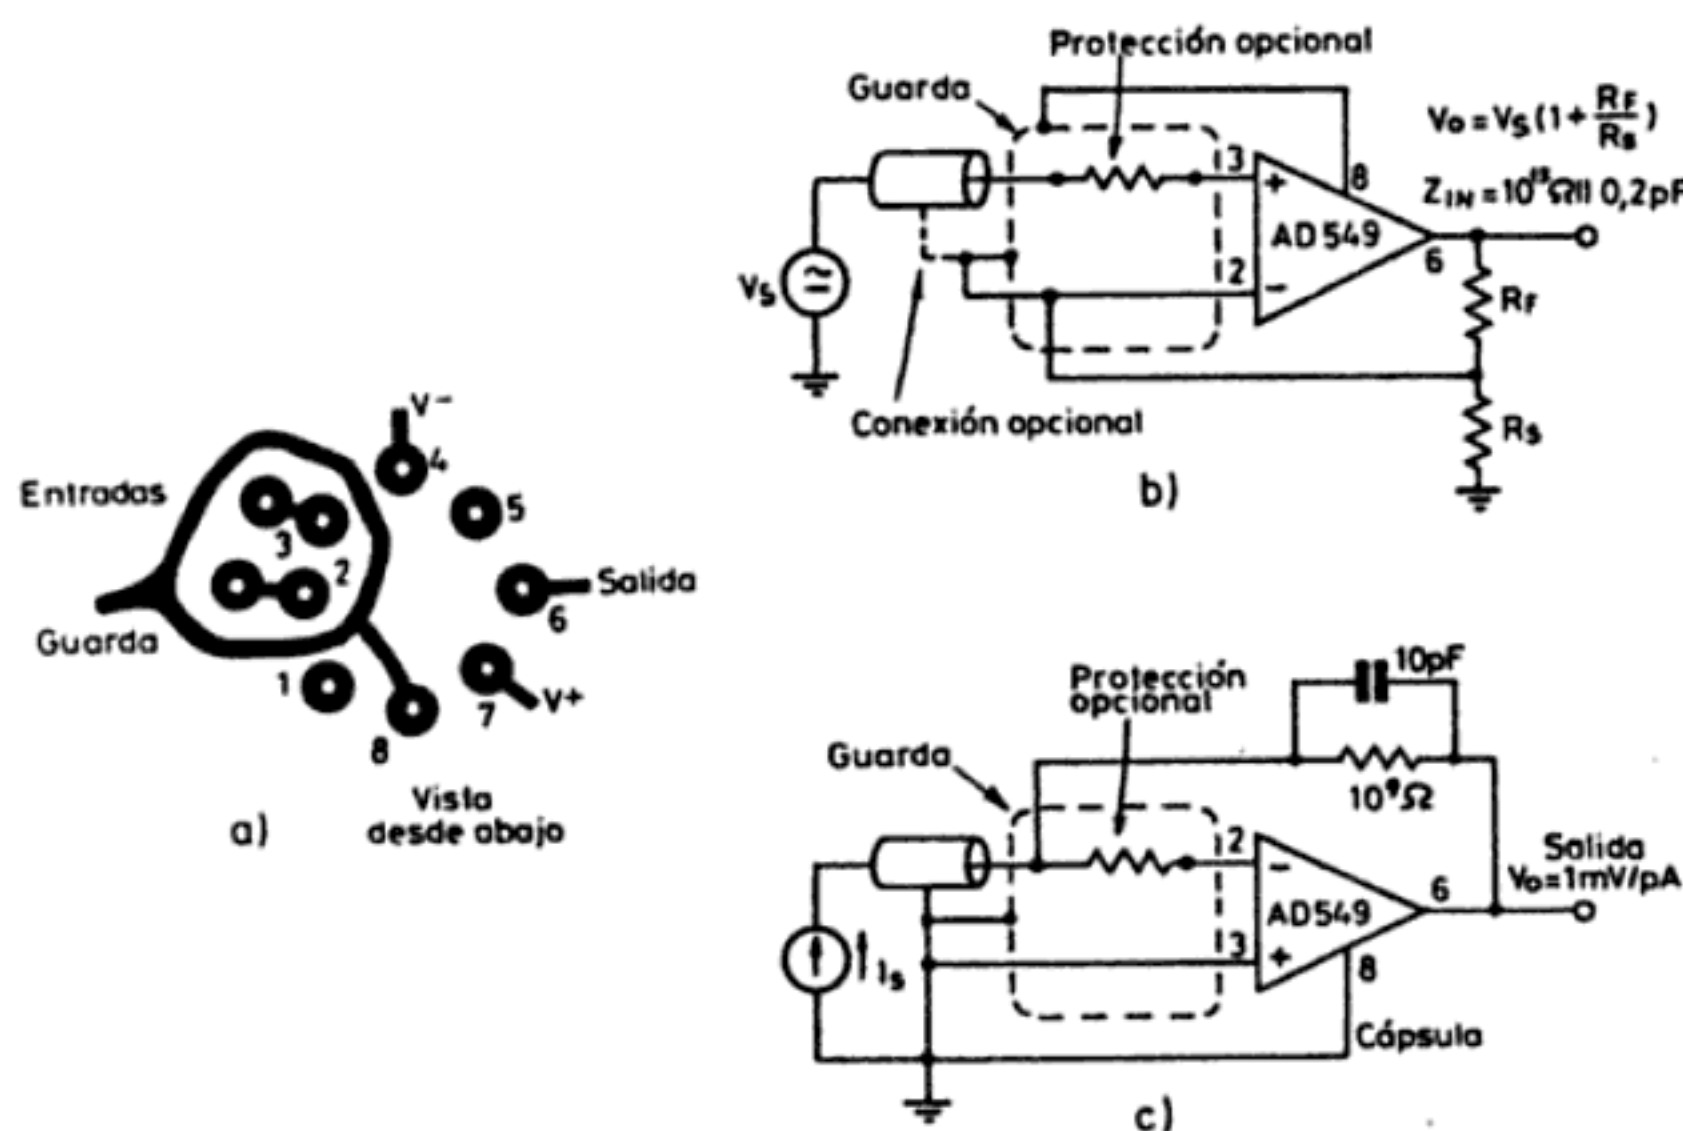 V-
4
Entradas
5
3
2
Salida
6
Guarda
1
7
V+
8
Vista
desde abajo
a)
Protección opcional
Guarda
Vo = Vs (1 + RF/Rs)
3
+
8
ZIN = 10¹³Ω || 0,2pF
AD549
6
2
-
Vs
RF
Conexión opcional
Rs
b)
10pF
Protección
opcional
Guarda
10⁹Ω
2
-
Salida
Vo=1mV/pA
6
AD549
3
+
8
Is
Cápsula
c)